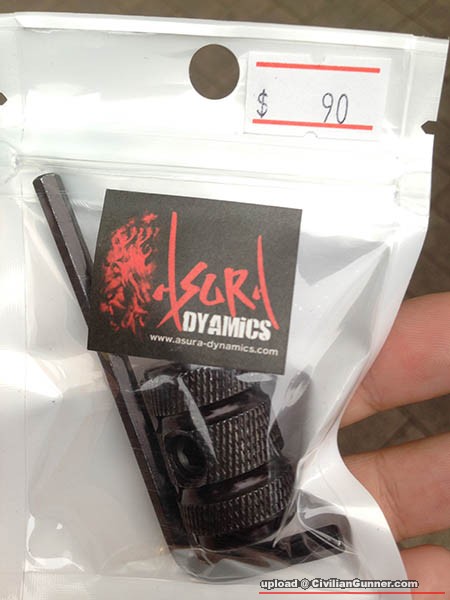 $ 90
ASURA
DYAMiCS
www.asura-dynamics.com
upload @ CivilianGunner.com